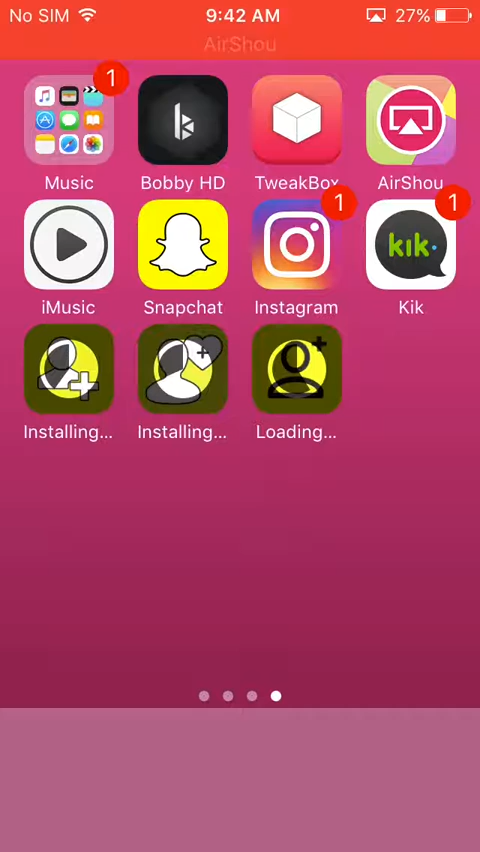 No SIM 9:42 AM 27%
AirShou
1
Music Bobby HD TweakBox AirShou
1 1
kik.
iMusic Snapchat Instagram Kik
Installing... Installing... Loading...